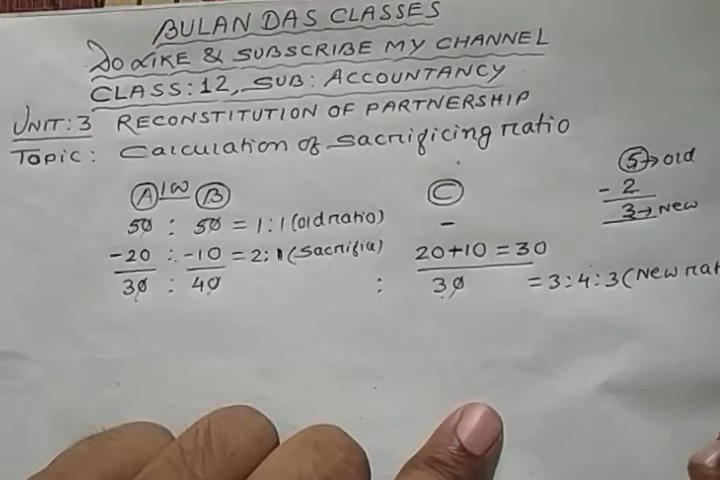 BULAN DAS CLASSES
DO LIKE & SUBSCRIBE MY CHANNEL
CLASS:12, SUB: ACCOUNTANCY
UNIT:3 RECONSTITUTION OF PARTNERSHIP
TOPIC: Calculation of Sacrificing ratio
5→old
-2
3→New
A 100 B C
50 : 50 = 1:1 (Old ratio) -
-20 : -10 = 2:1 (Sacrifice) 20+10=30
30 : 40 : 30 = 3:4:3 (New rat